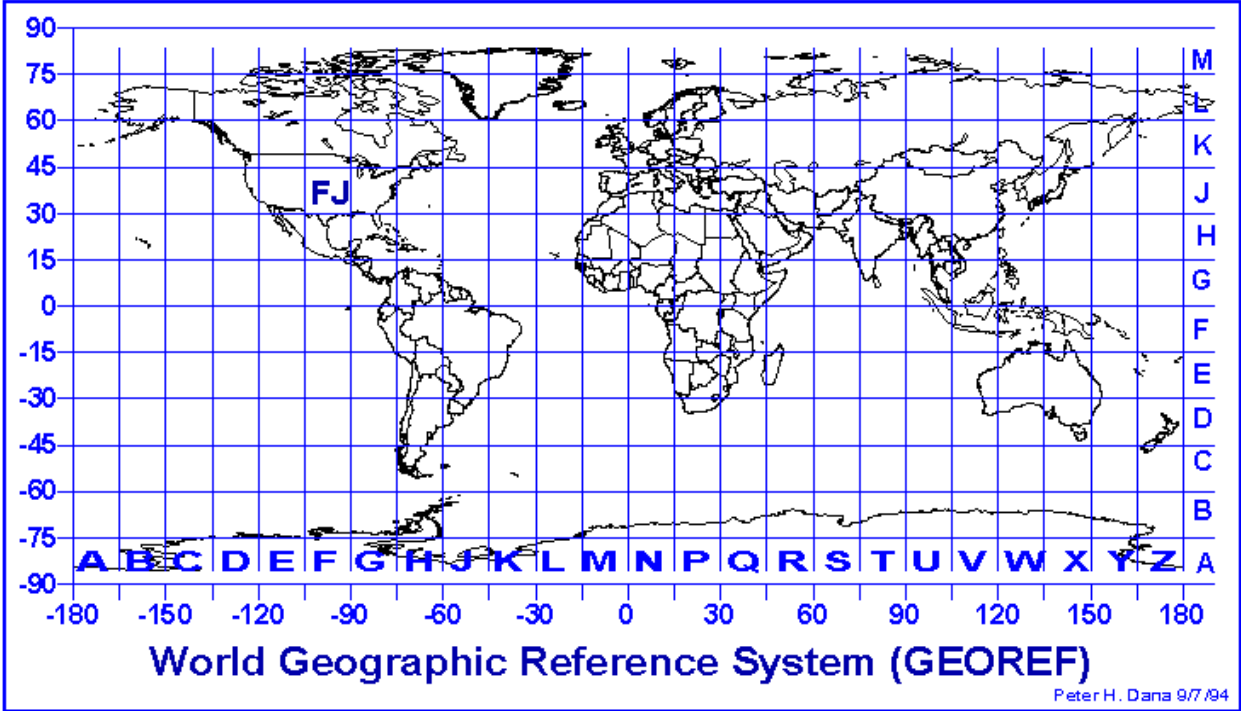 90
M
75
L
60
K
45
FJ
J
30
H
15
G
0
F
-15
E
-30
D
-45
C
-60
B
-75
A B C D E F G H J K L M N P Q R S T U V W X Y Z A
-90
-180 -150 -120 -90 -60 -30 0 30 60 90 120 150 180
World Geographic Reference System (GEOREF)
Peter H. Dana 9/7/94